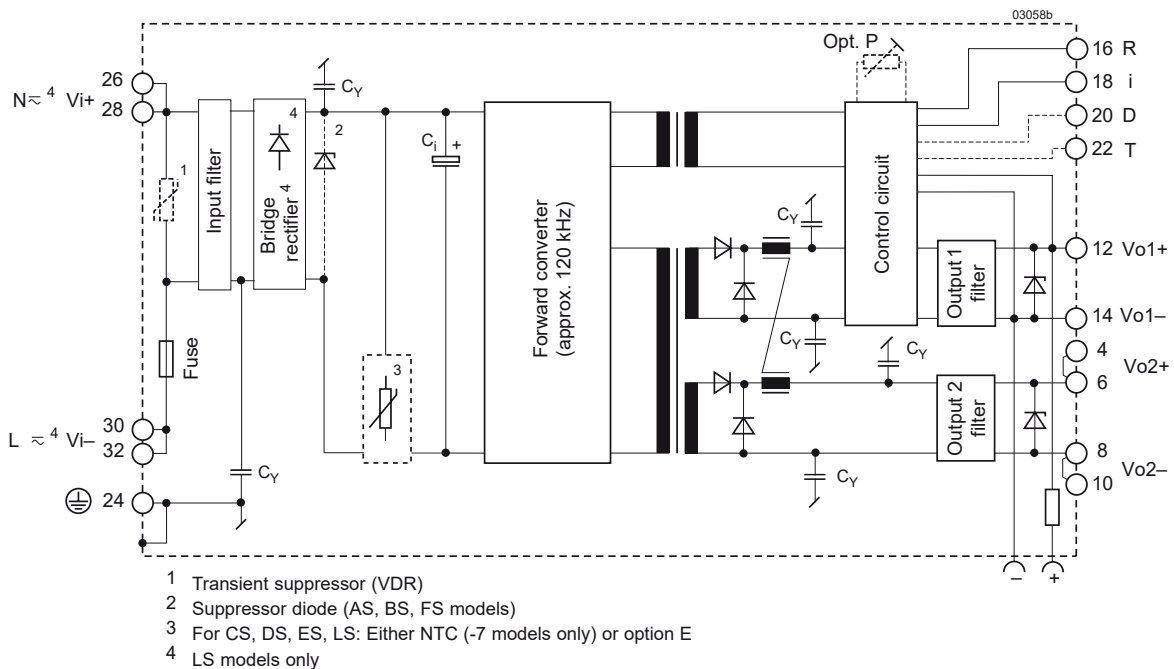 03058b
Opt. P
16 R
18 i
20 D
22 T
26
N ≂ 4 Vi+
28
CY
1
Input filter
4
Bridge
rectifier 4
2
Ci
+
Forward converter
(approx. 120 kHz)
Control circuit
CY
CY
Output 1
filter
12 Vo1+
14 Vo1–
Fuse
3
CY
4
Vo2+
6
Output 2
filter
8
Vo2–
10
30
L ≂ 4 Vi–
32
CY
CY
24
–
+
1 Transient suppressor (VDR)
2 Suppressor diode (AS, BS, FS models)
3 For CS, DS, ES, LS: Either NTC (-7 models only) or option E
4 LS models only